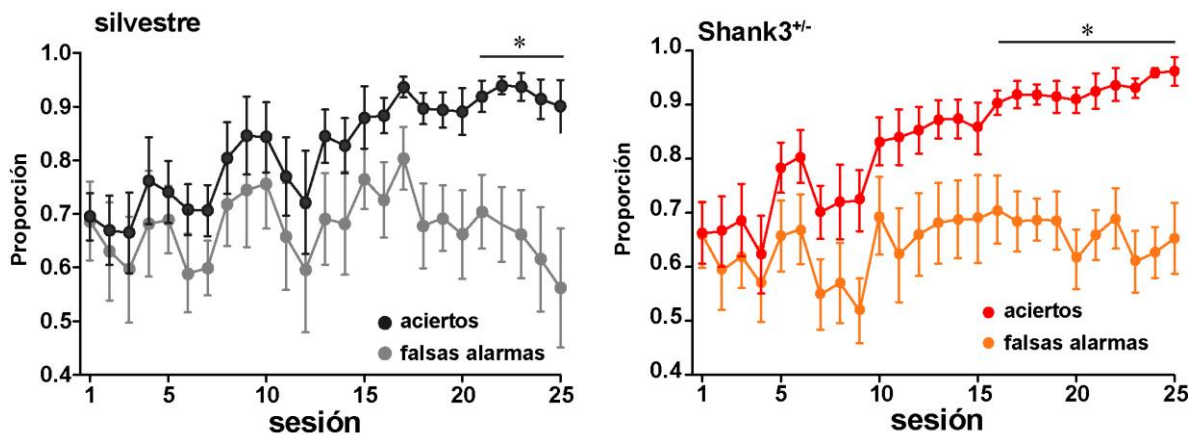 silvestre
*
Proporción
1.0
0.9
0.8
0.7
0.6
0.5
0.4
aciertos
falsas alarmas
1 5 10 15 20 25
sesión
Shank3+/-
*
Proporción
1.0
0.9
0.8
0.7
0.6
0.5
0.4
aciertos
falsas alarmas
1 5 10 15 20 25
sesión